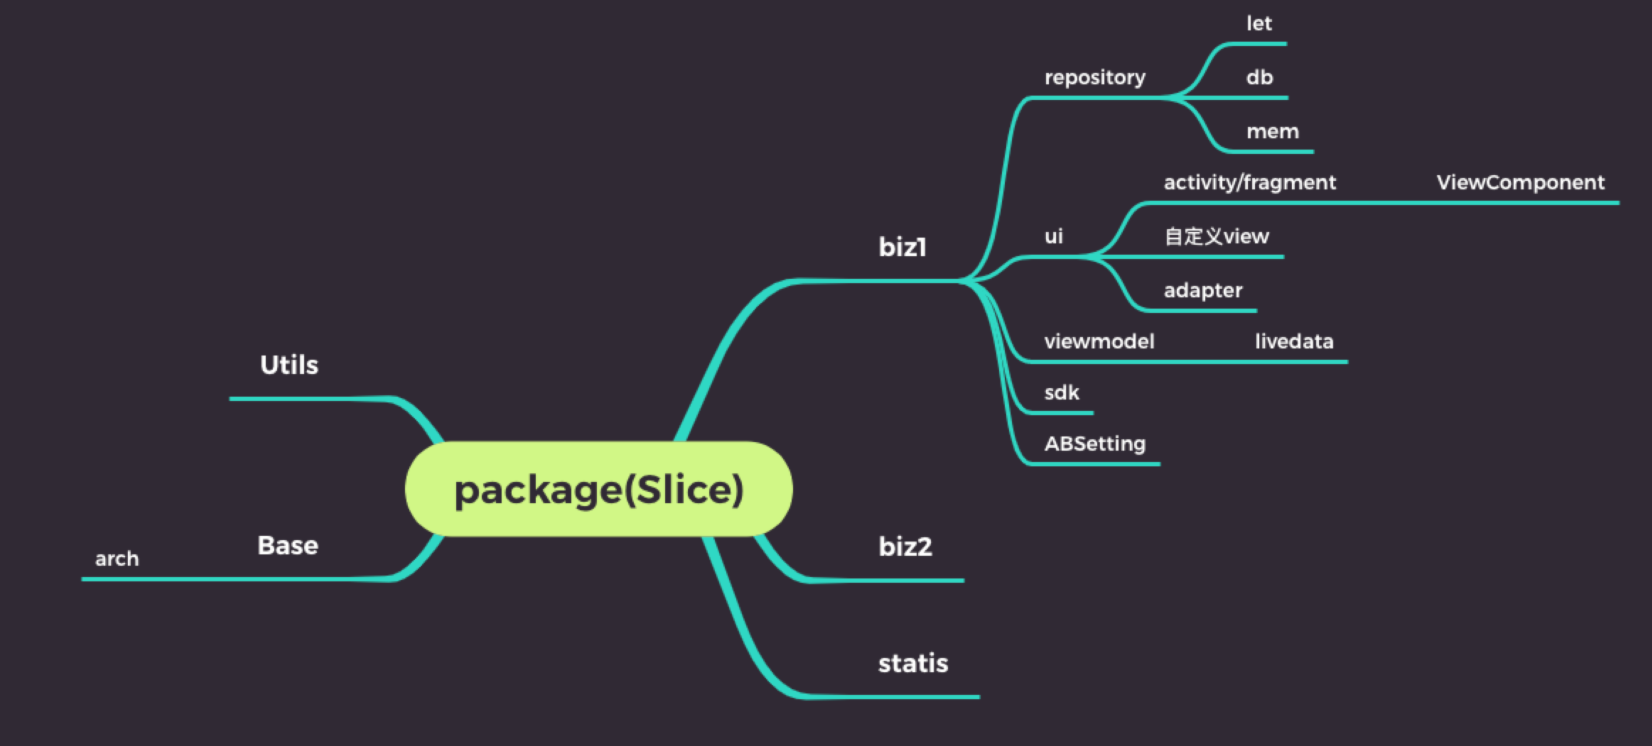 let
repository
db
mem
activity/fragment
ViewComponent
biz1
ui
自定义view
adapter
viewmodel
livedata
sdk
ABSetting
Utils
package(Slice)
arch
Base
biz2
statis